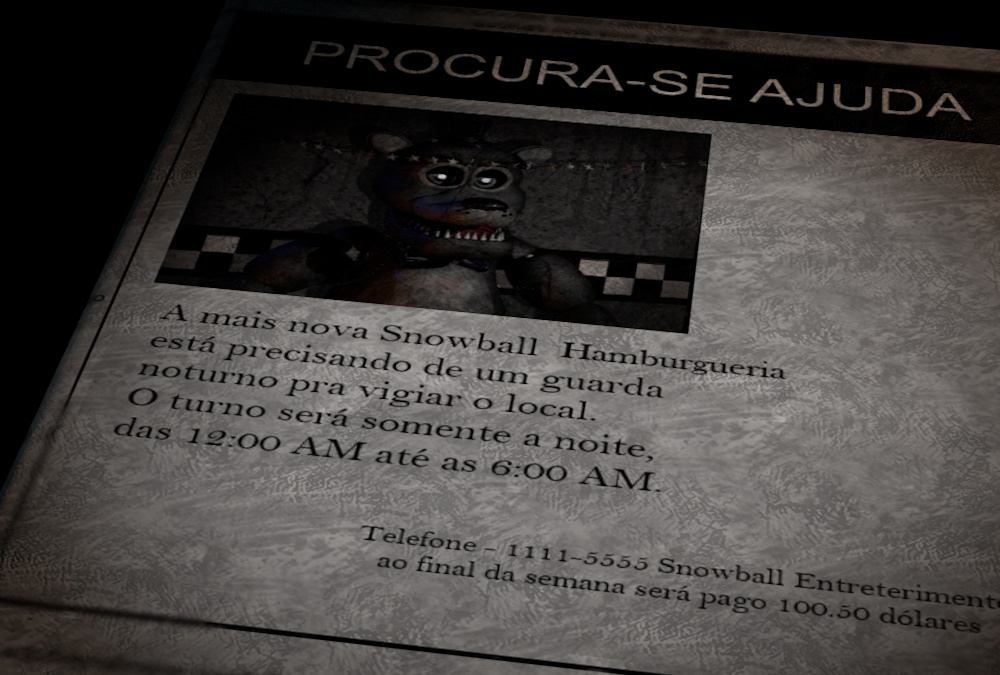 PROCURA-SE AJUDA
A mais nova Snowball Hamburgueria
está precisando de um guarda
noturno pra vigiar o local.
O turno será somente a noite,
das 12:00 AM até as 6:00 AM.
Telefone - 1111-5555 Snowball Entreteriment
ao final da semana será pago 100.50 dólares